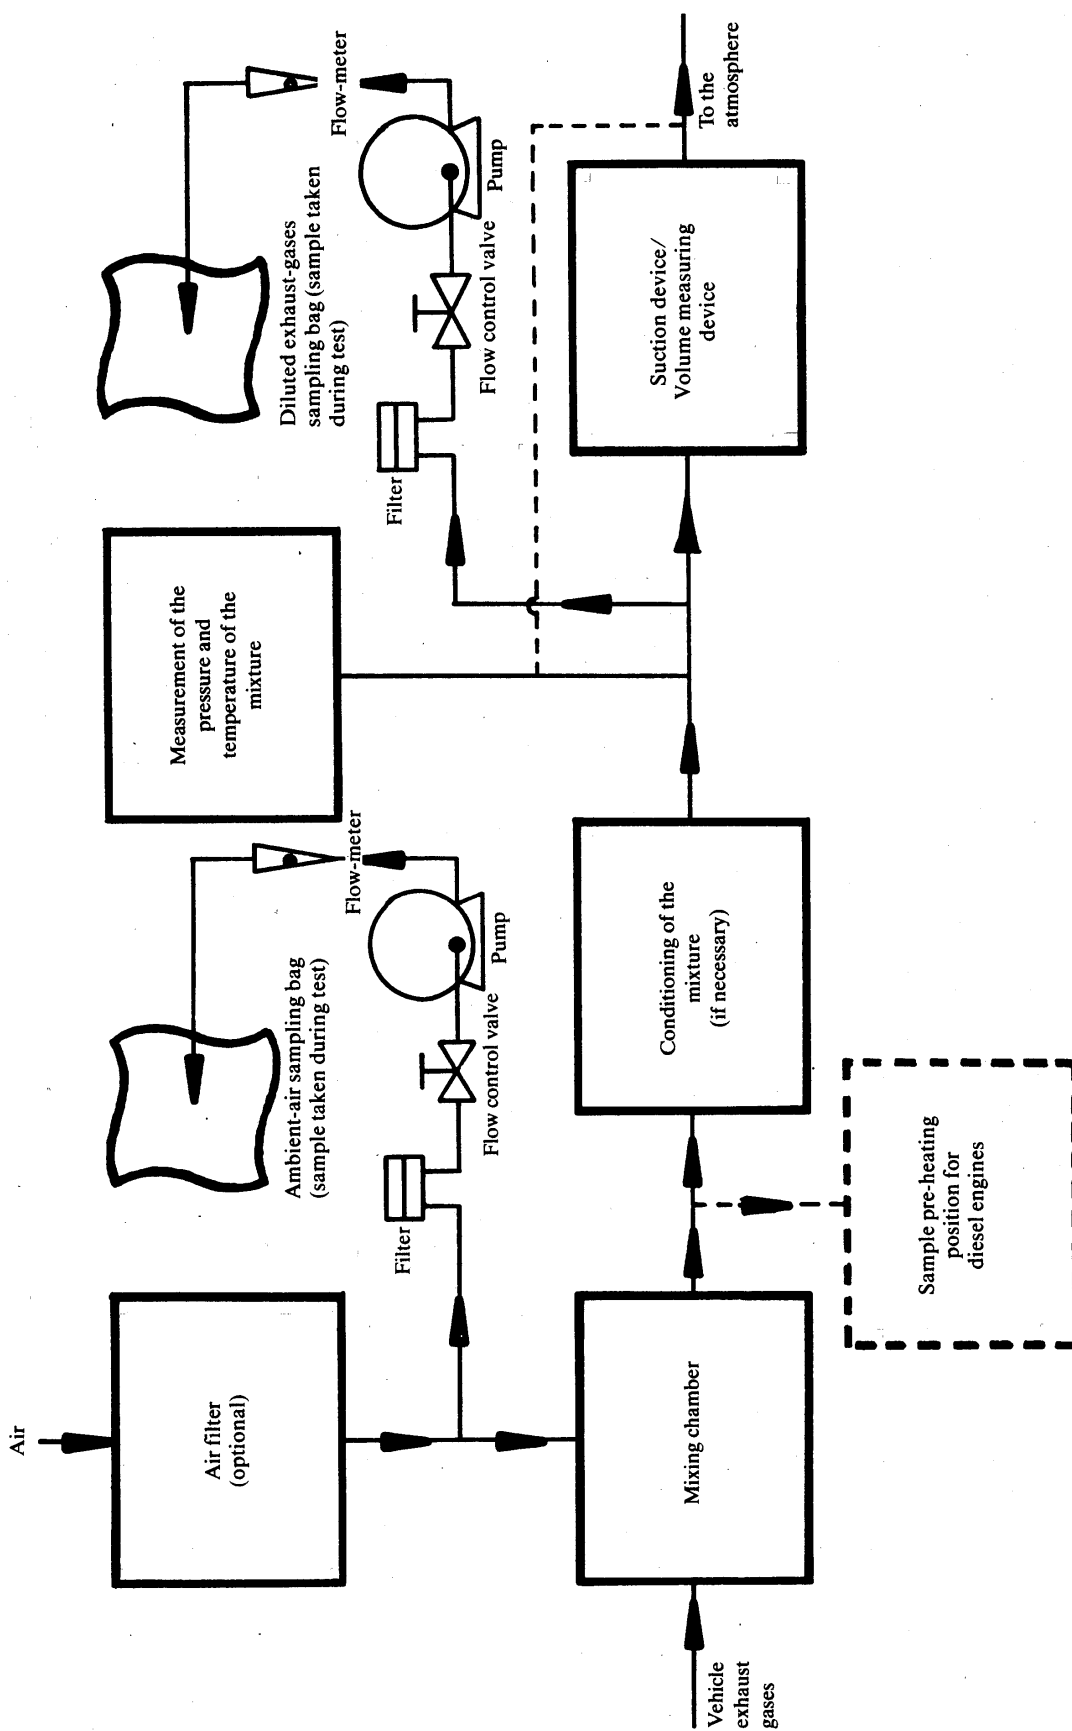 Air
Air filter
(optional)
Ambient-air sampling bag
(sample taken during test)
Flow-meter
Filter
Flow control valve
Pump
Measurement of the
pressure and
temperature of the
mixture
Diluted exhaust-gases
sampling bag (sample taken
during test)
Flow-meter
Filter
Flow control valve
Pump
Vehicle
exhaust
gases
Mixing chamber
Conditioning of the
mixture
(if necessary)
Suction device/
Volume measuring
device
To the
atmosphere
Sample pre-heating
position for
diesel engines